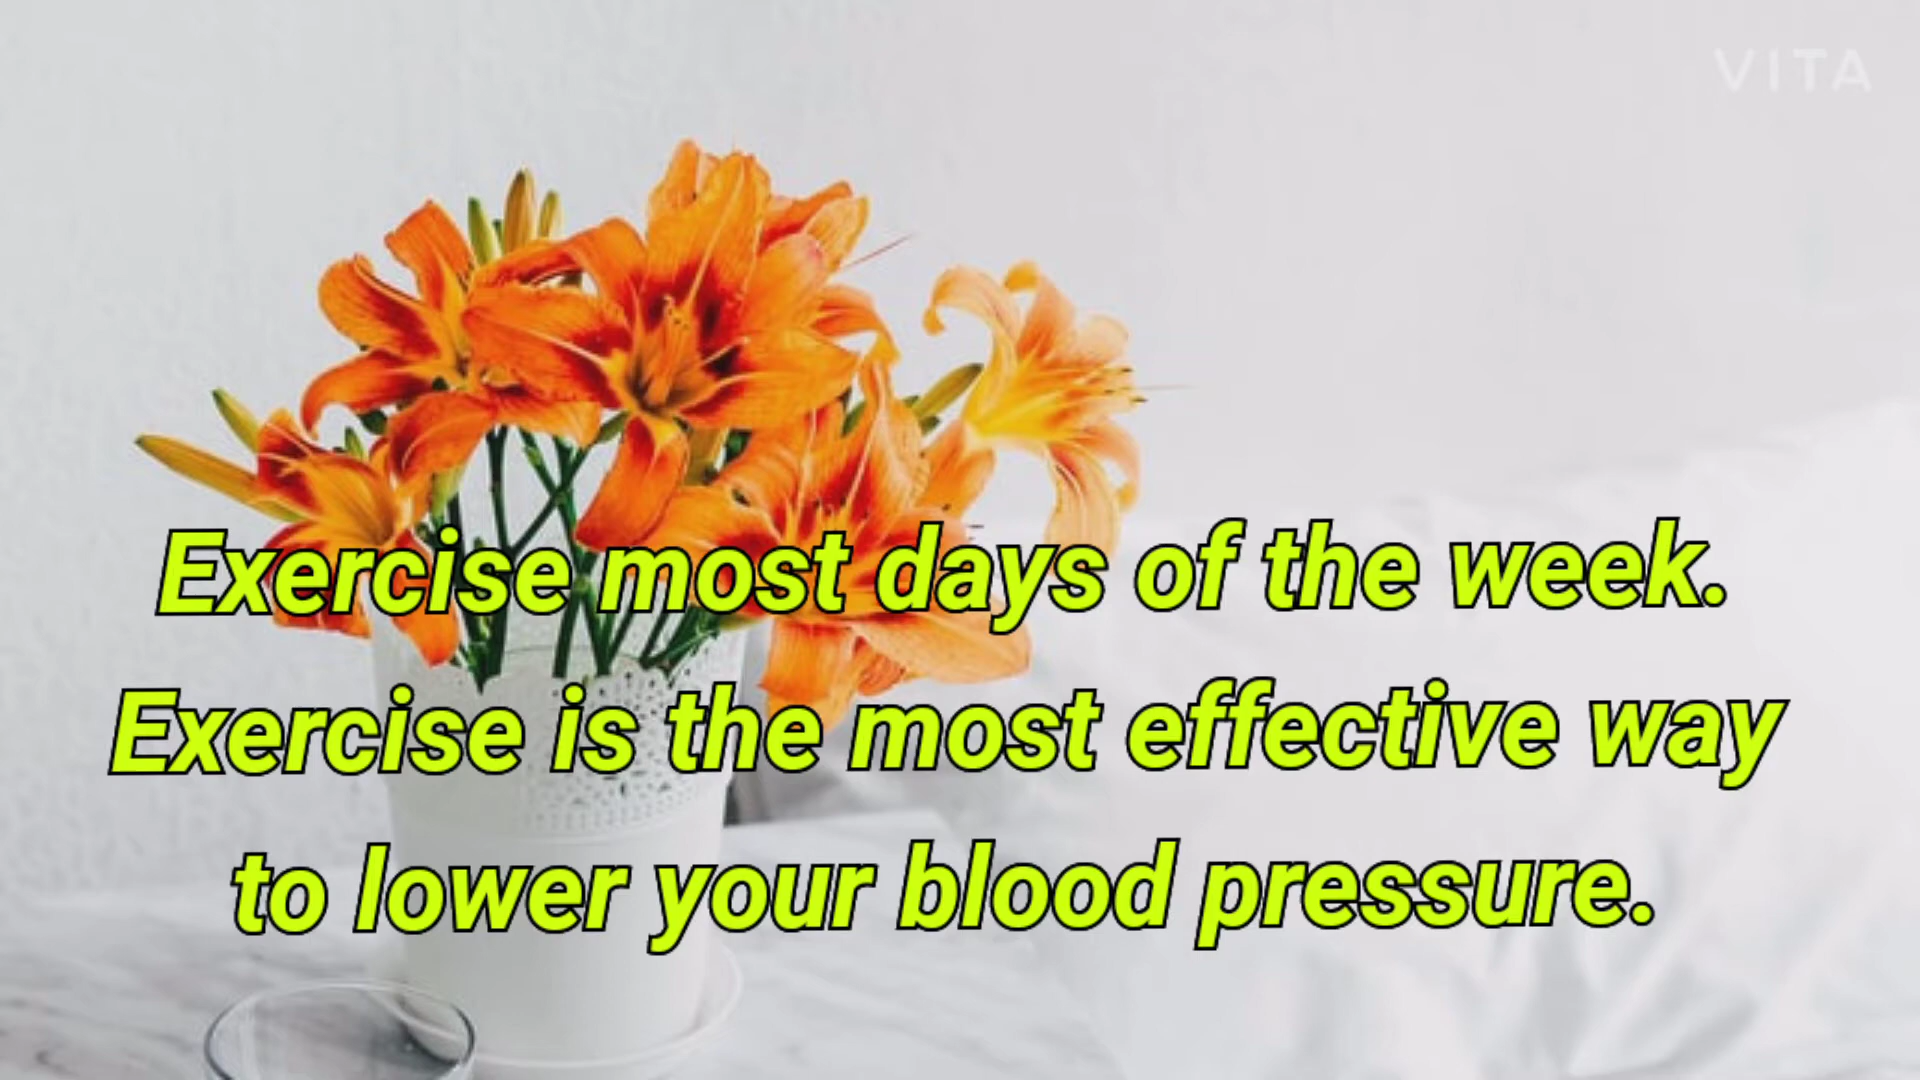 VITA
Exercise most days of the week.
Exercise is the most effective way
to lower your blood pressure.